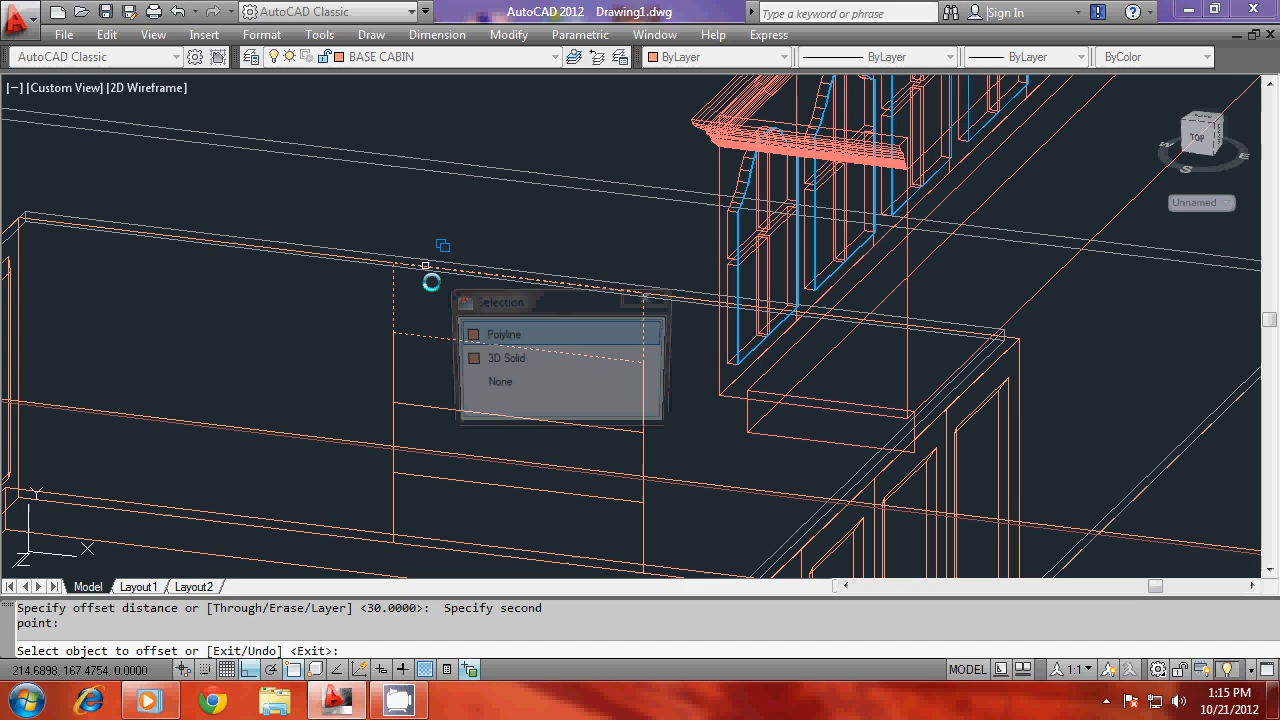 AutoCAD Classic
AutoCAD 2012 Drawing1.dwg
Type a keyword or phrase
Sign In
File Edit View Insert Format Tools Draw Dimension Modify Parametric Window Help Express
AutoCAD Classic
BASE CABIN
ByLayer
ByLayer
ByLayer
ByColor
[−] [Custom View] [2D Wireframe]
TOP
W
S
E
Unnamed
Selection
Polyline
3D Solid
None
Y
X
Z
Model Layout1 Layout2
Specify offset distance or [Through/Erase/Layer] <30.0000>: Specify second
point:
Select object to offset or [Exit/Undo] <Exit>:
214.6898, 167.4754, 0.0000
MODEL
1:1
1:15 PM
10/21/2012